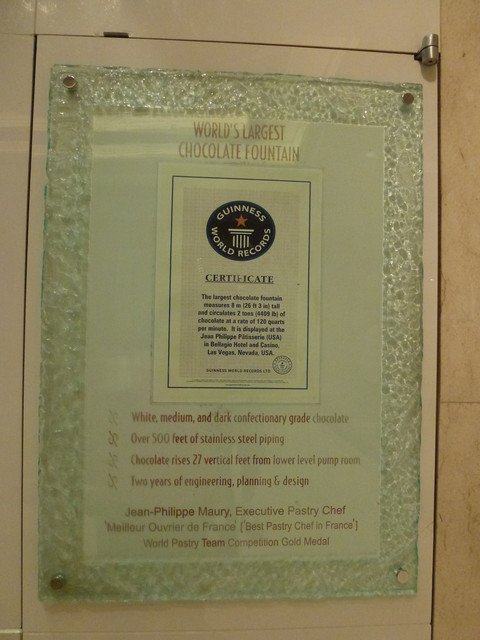 WORLD'S LARGEST
CHOCOLATE FOUNTAIN
GUINNESS
WORLD RECORDS
CERTIFICATE
The largest chocolate fountain
measures 8 m (26 ft 3 in) tall
and circulates 2 tons (4409 lb) of
chocolate at a rate of 120 quarts
per minute. It is displayed at the
Jean Philippe Pâtisserie (USA)
in Bellagio Hotel and Casino,
Las Vegas, Nevada, USA.
GUINNESS WORLD RECORDS LTD
White, medium, and dark confectionary grade chocolate
Over 500 feet of stainless steel piping
Chocolate rises 27 vertical feet from lower level pump room
Two years of engineering, planning & design
Jean-Philippe Maury, Executive Pastry Chef
'Meilleur Ouvrier de France' ['Best Pastry Chef in France']
World Pastry Team Competition Gold Medal